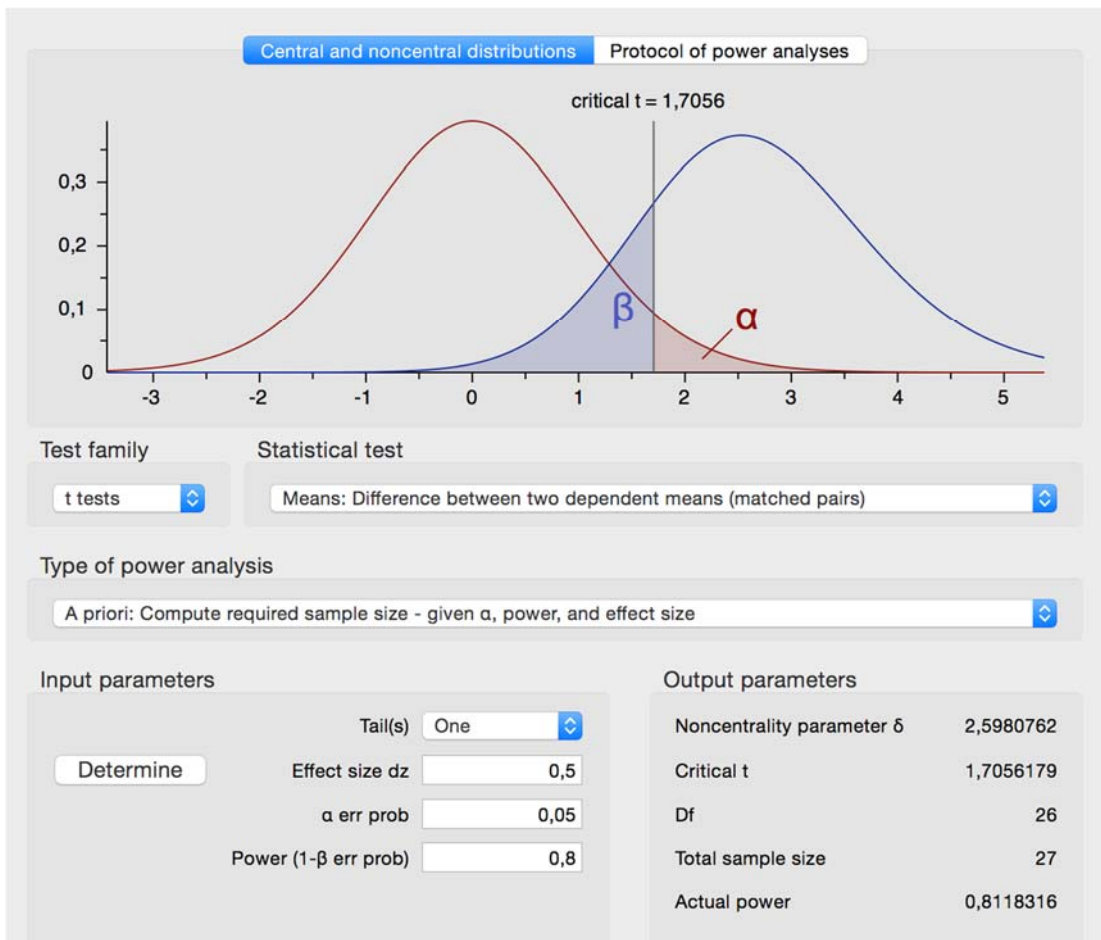 Central and noncentral distributions Protocol of power analyses
critical t = 1,7056
0,3
0,2
0,1
0
β
α
-3 -2 -1 0 1 2 3 4 5
Test family Statistical test
t tests Means: Difference between two dependent means (matched pairs)
Type of power analysis
A priori: Compute required sample size - given α, power, and effect size
Input parameters Output parameters
Tail(s) One Noncentrality parameter δ 2,5980762
Determine Effect size dz 0,5 Critical t 1,7056179
α err prob 0,05 Df 26
Power (1-β err prob) 0,8 Total sample size 27
Actual power 0,8118316